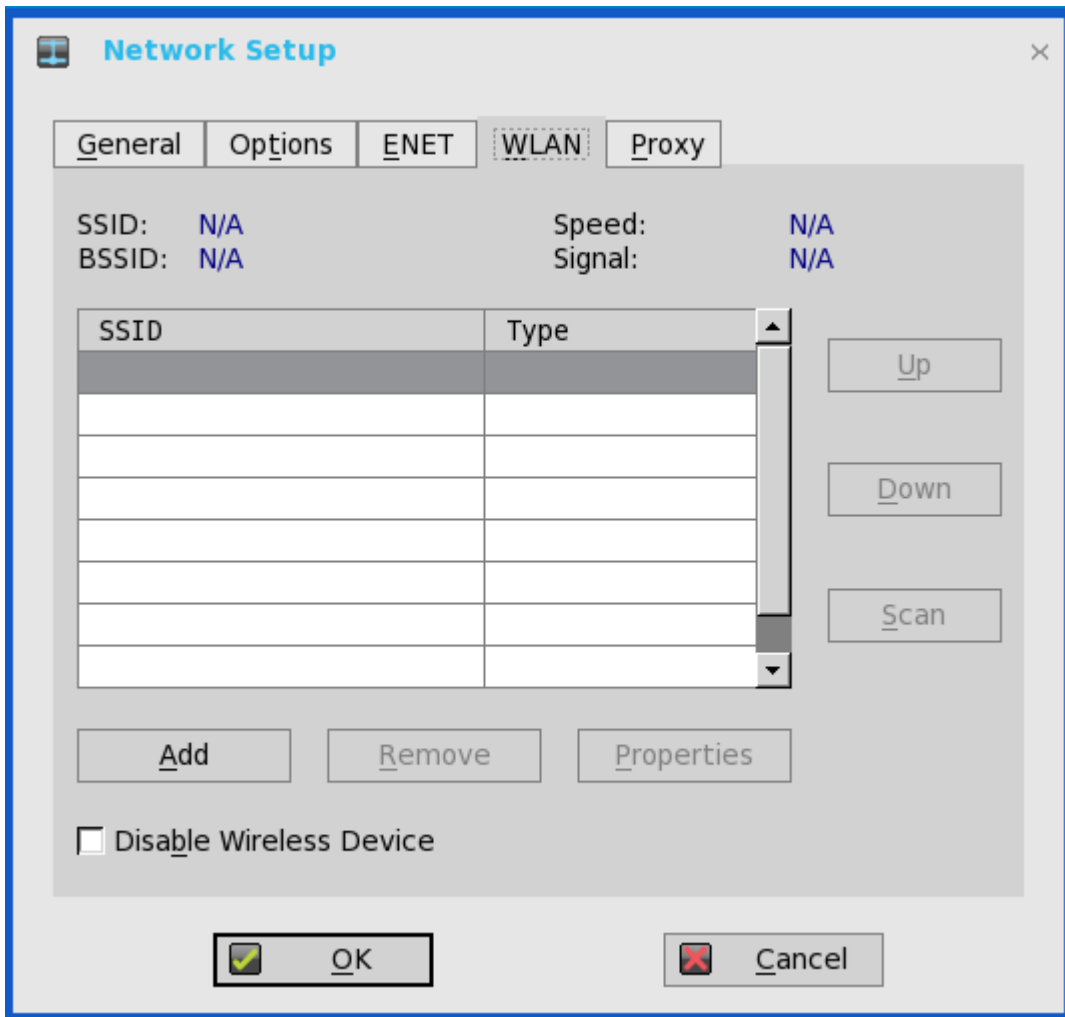 Network Setup
General Options ENET WLAN Proxy
SSID: N/A Speed: N/A
BSSID: N/A Signal: N/A
SSID Type
Up
Down
Scan
Add Remove Properties
Disable Wireless Device
OK Cancel